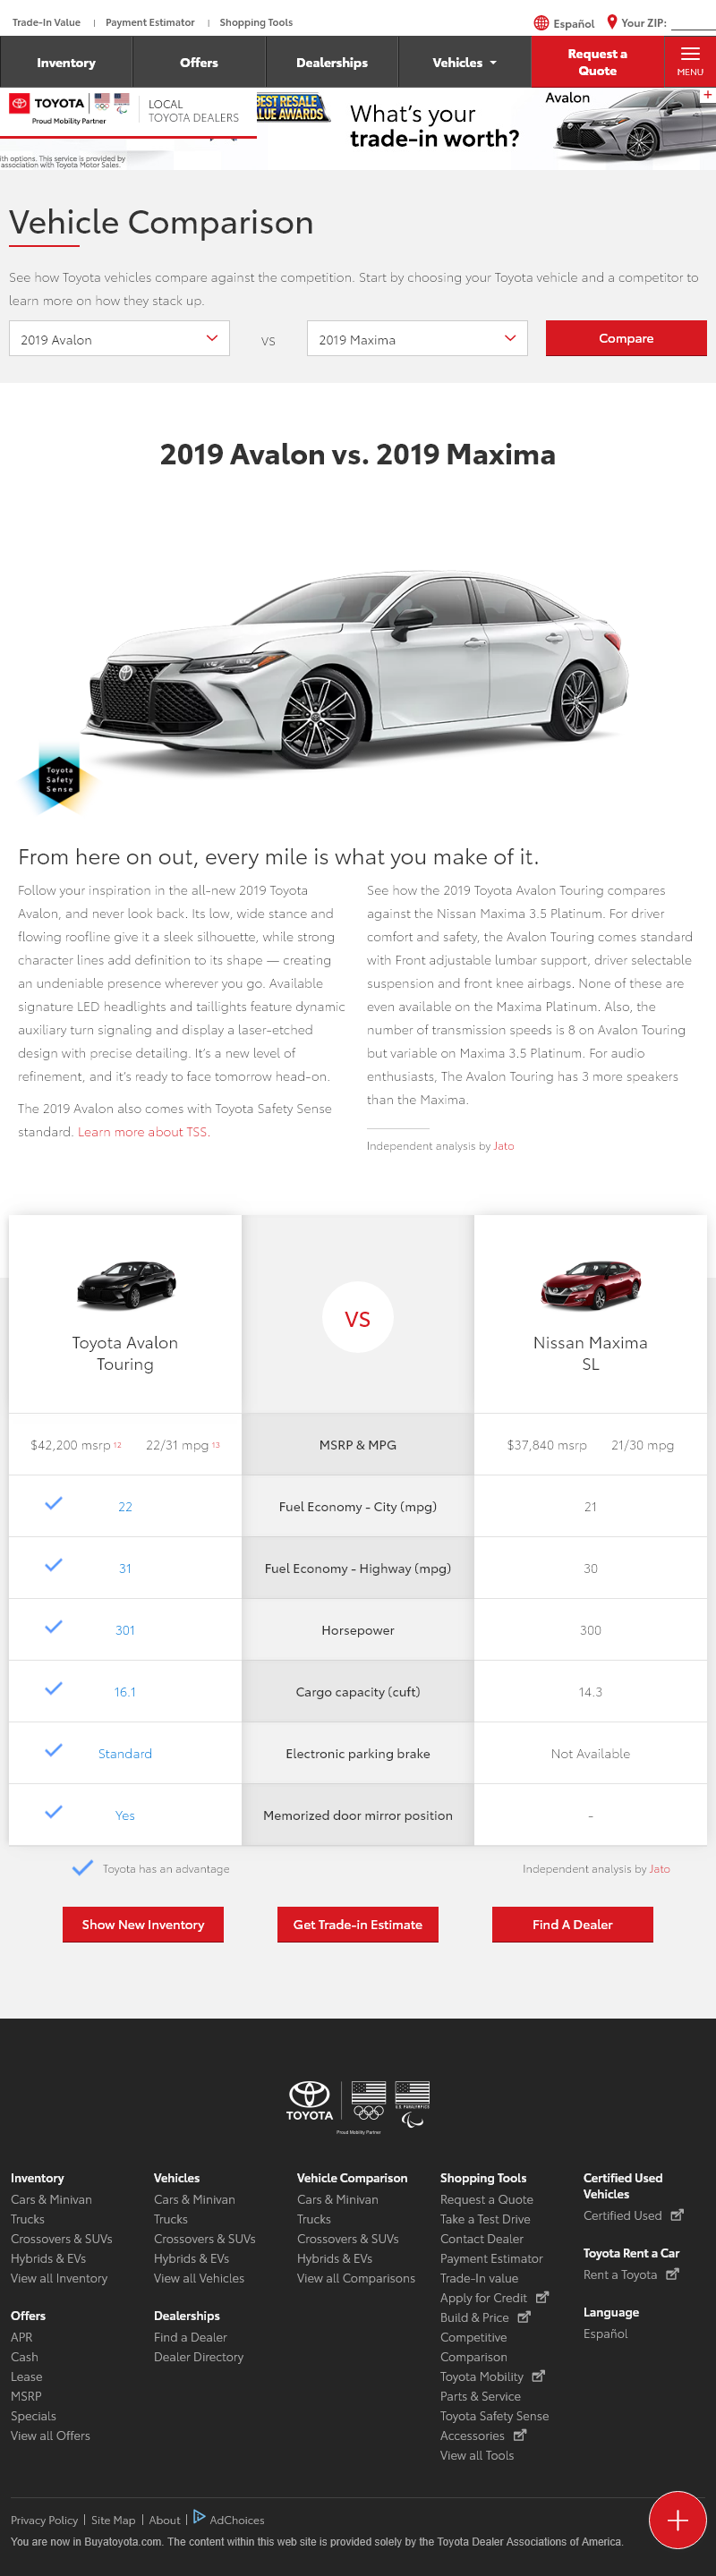 Trade-In Value | Payment Estimator | Shopping Tools
Español Your ZIP:
Inventory Offers Dealerships Vehicles Request a Quote MENU
TOYOTA LOCAL
TOYOTA DEALERS
Proud Mobility Partner
BEST RESALE
VALUE AWARDS
What's your
trade-in worth?
Avalon
+
ith options. This service is provided by
association with Toyota Motor Sales.
Vehicle Comparison
See how Toyota vehicles compare against the competition. Start by choosing your Toyota vehicle and a competitor to
learn more on how they stack up.
2019 Avalon VS 2019 Maxima Compare
2019 Avalon vs. 2019 Maxima
Toyota
Safety
Sense
From here on out, every mile is what you make of it.
Follow your inspiration in the all-new 2019 Toyota
Avalon, and never look back. Its low, wide stance and
flowing roofline give it a sleek silhouette, while strong
character lines add definition to its shape — creating
an undeniable presence wherever you go. Available
signature LED headlights and taillights feature dynamic
auxiliary turn signaling and display a laser-etched
design with precise detailing. It's a new level of
refinement, and it's ready to face tomorrow head-on.
The 2019 Avalon also comes with Toyota Safety Sense
standard. Learn more about TSS.
See how the 2019 Toyota Avalon Touring compares
against the Nissan Maxima 3.5 Platinum. For driver
comfort and safety, the Avalon Touring comes standard
with Front adjustable lumbar support, driver selectable
suspension and front knee airbags. None of these are
even available on the Maxima Platinum. Also, the
number of transmission speeds is 8 on Avalon Touring
but variable on Maxima 3.5 Platinum. For audio
enthusiasts, The Avalon Touring has 3 more speakers
than the Maxima.
Independent analysis by Jato
Toyota Avalon
Touring
VS
Nissan Maxima
SL
$42,200 msrp 12 22/31 mpg 13 MSRP & MPG $37,840 msrp 21/30 mpg
22 Fuel Economy - City (mpg) 21
31 Fuel Economy - Highway (mpg) 30
301 Horsepower 300
16.1 Cargo capacity (cuft) 14.3
Standard Electronic parking brake Not Available
Yes Memorized door mirror position -
Toyota has an advantage Independent analysis by Jato
Show New Inventory Get Trade-in Estimate Find A Dealer
TOYOTA
U.S. PARALYMPICS
Proud Mobility Partner
Inventory
Cars & Minivan
Trucks
Crossovers & SUVs
Hybrids & EVs
View all Inventory
Offers
APR
Cash
Lease
MSRP
Specials
View all Offers
Vehicles
Cars & Minivan
Trucks
Crossovers & SUVs
Hybrids & EVs
View all Vehicles
Dealerships
Find a Dealer
Dealer Directory
Vehicle Comparison
Cars & Minivan
Trucks
Crossovers & SUVs
Hybrids & EVs
View all Comparisons
Shopping Tools
Request a Quote
Take a Test Drive
Contact Dealer
Payment Estimator
Trade-In value
Apply for Credit
Build & Price
Competitive
Comparison
Toyota Mobility
Parts & Service
Toyota Safety Sense
Accessories
View all Tools
Certified Used
Vehicles
Certified Used
Toyota Rent a Car
Rent a Toyota
Language
Español
Privacy Policy | Site Map | About | AdChoices
You are now in Buyatoyota.com. The content within this web site is provided solely by the Toyota Dealer Associations of America.